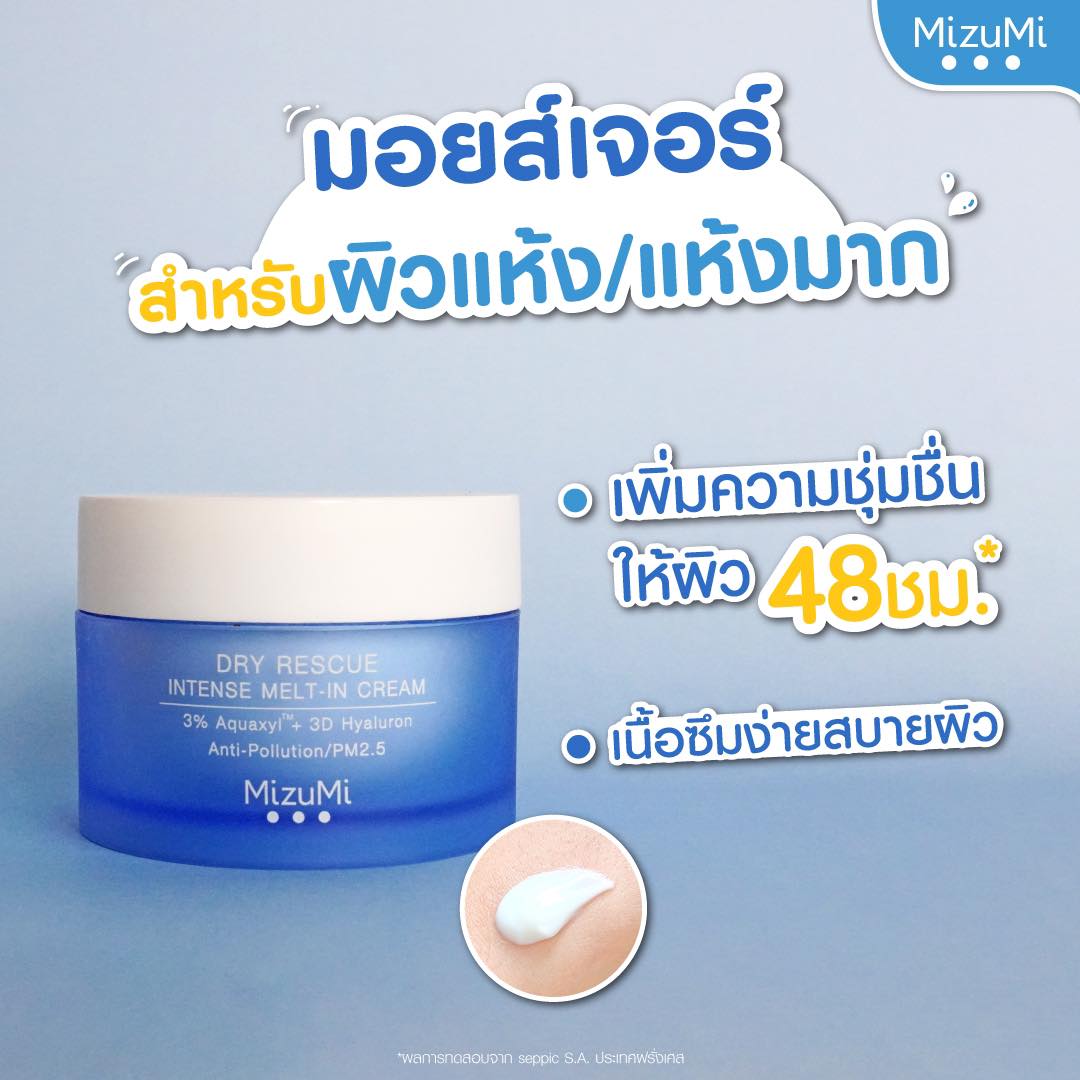 MizuMi
มอยส์เจอร์
สำหรับผิวแห้ง/แห้งมาก
เพิ่มความชุ่มชื่น
ให้ผิว 48ชม.*
เนื้อซึมง่ายสบายผิว
DRY RESCUE
INTENSE MELT-IN CREAM
3% Aquaxyl™+ 3D Hyaluron
Anti-Pollution/PM2.5
MizuMi
*ผลการทดสอบจาก seppic S.A. ประเทศฝรั่งเศส